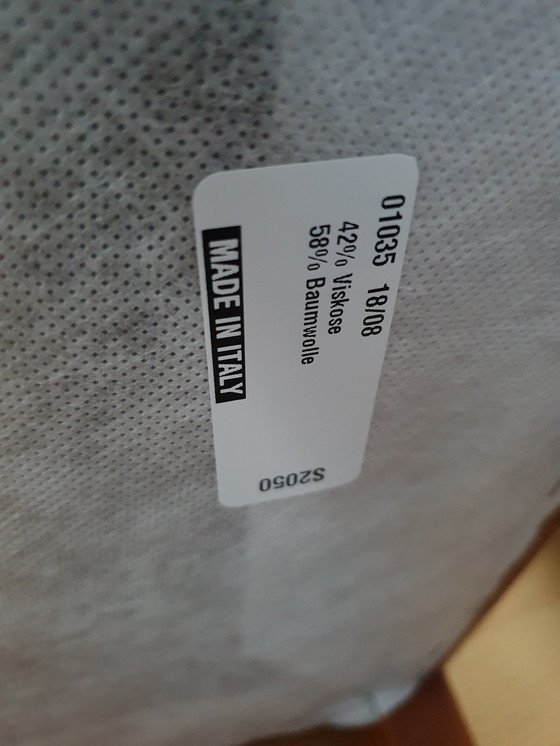 01035 18/08
42% Viskose
58% Baumwolle
MADE IN ITALY
S2050